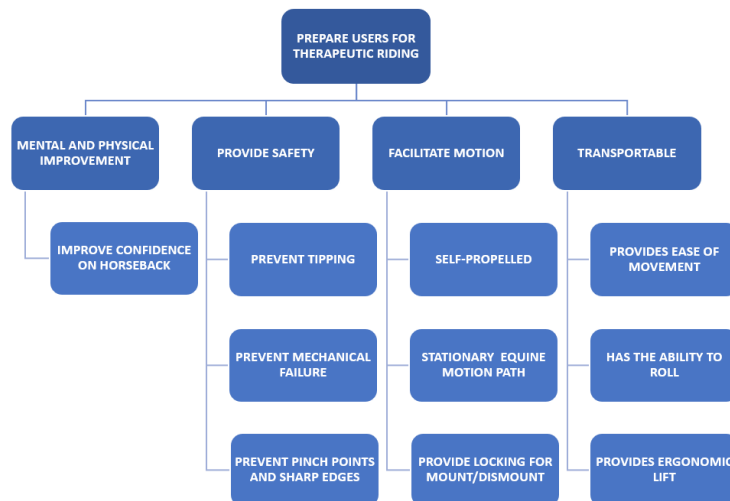 PREPARE USERS FOR
THERAPEUTIC RIDING
MENTAL AND PHYSICAL
IMPROVEMENT
PROVIDE SAFETY
FACILITATE MOTION
TRANSPORTABLE
IMPROVE CONFIDENCE
ON HORSEBACK
PREVENT TIPPING
SELF-PROPELLED
PROVIDES EASE OF
MOVEMENT
PREVENT MECHANICAL
FAILURE
STATIONARY EQUINE
MOTION PATH
HAS THE ABILITY TO
ROLL
PREVENT PINCH POINTS
AND SHARP EDGES
PROVIDE LOCKING FOR
MOUNT/DISMOUNT
PROVIDES ERGONOMIC
LIFT